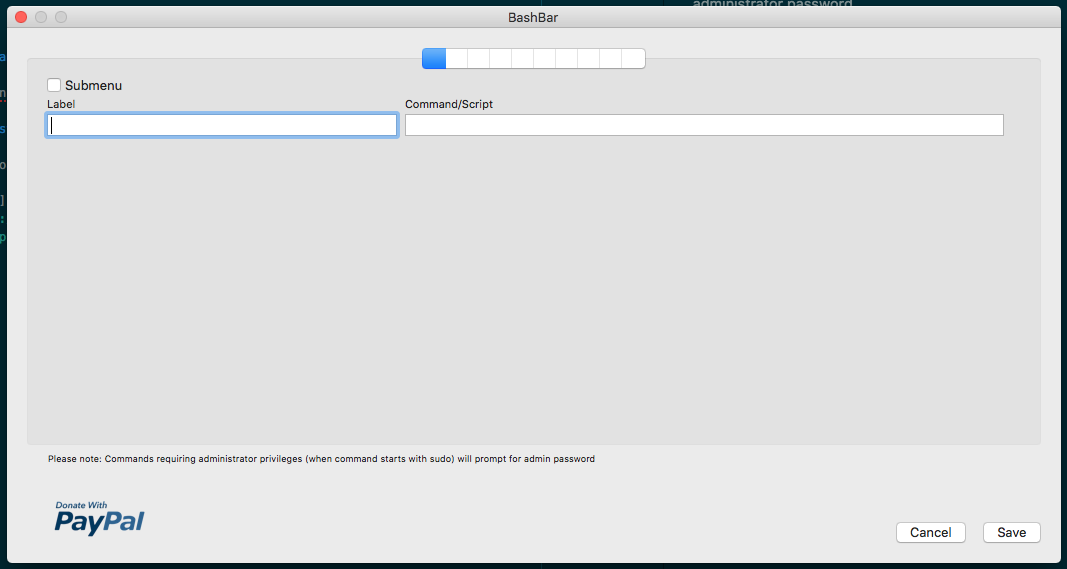 administrator password
BashBar
Submenu
Label
Command/Script
Please note: Commands requiring administrator privileges (when command starts with sudo) will prompt for admin password
Donate With
PayPal
Cancel
Save